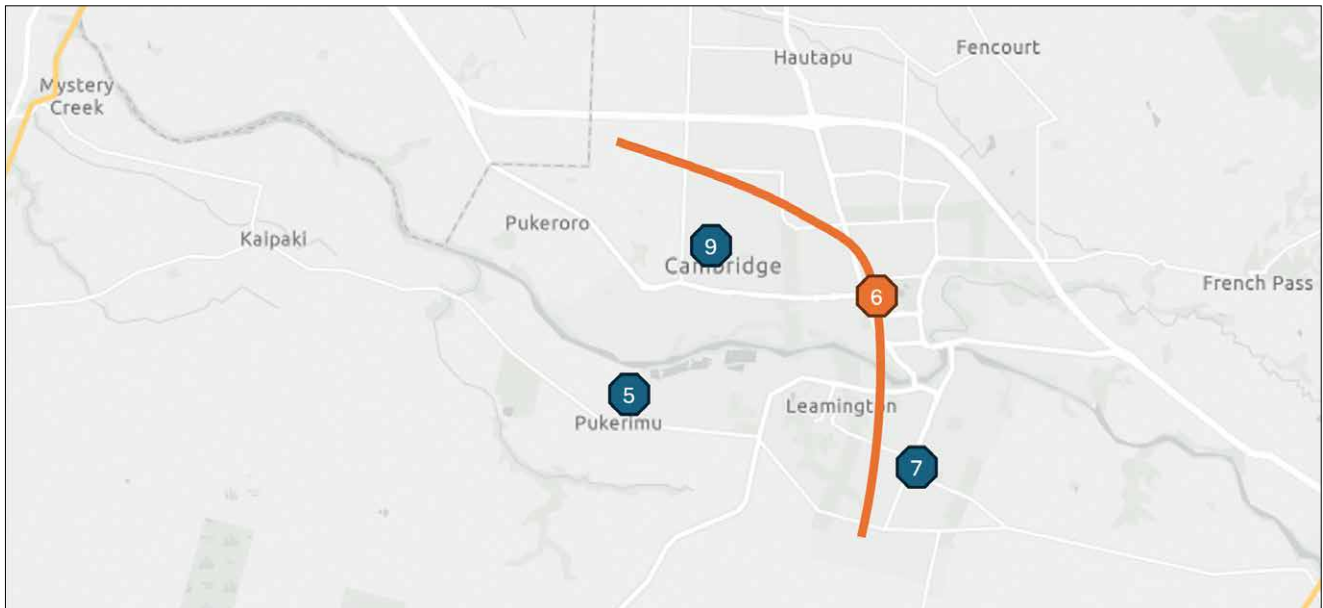 Hautapu
Fencourt
Mystery
Creek
Pukeroro
Kaipaki
9
Cambridge
French Pass
6
5
Pukerimu
Leamington
7